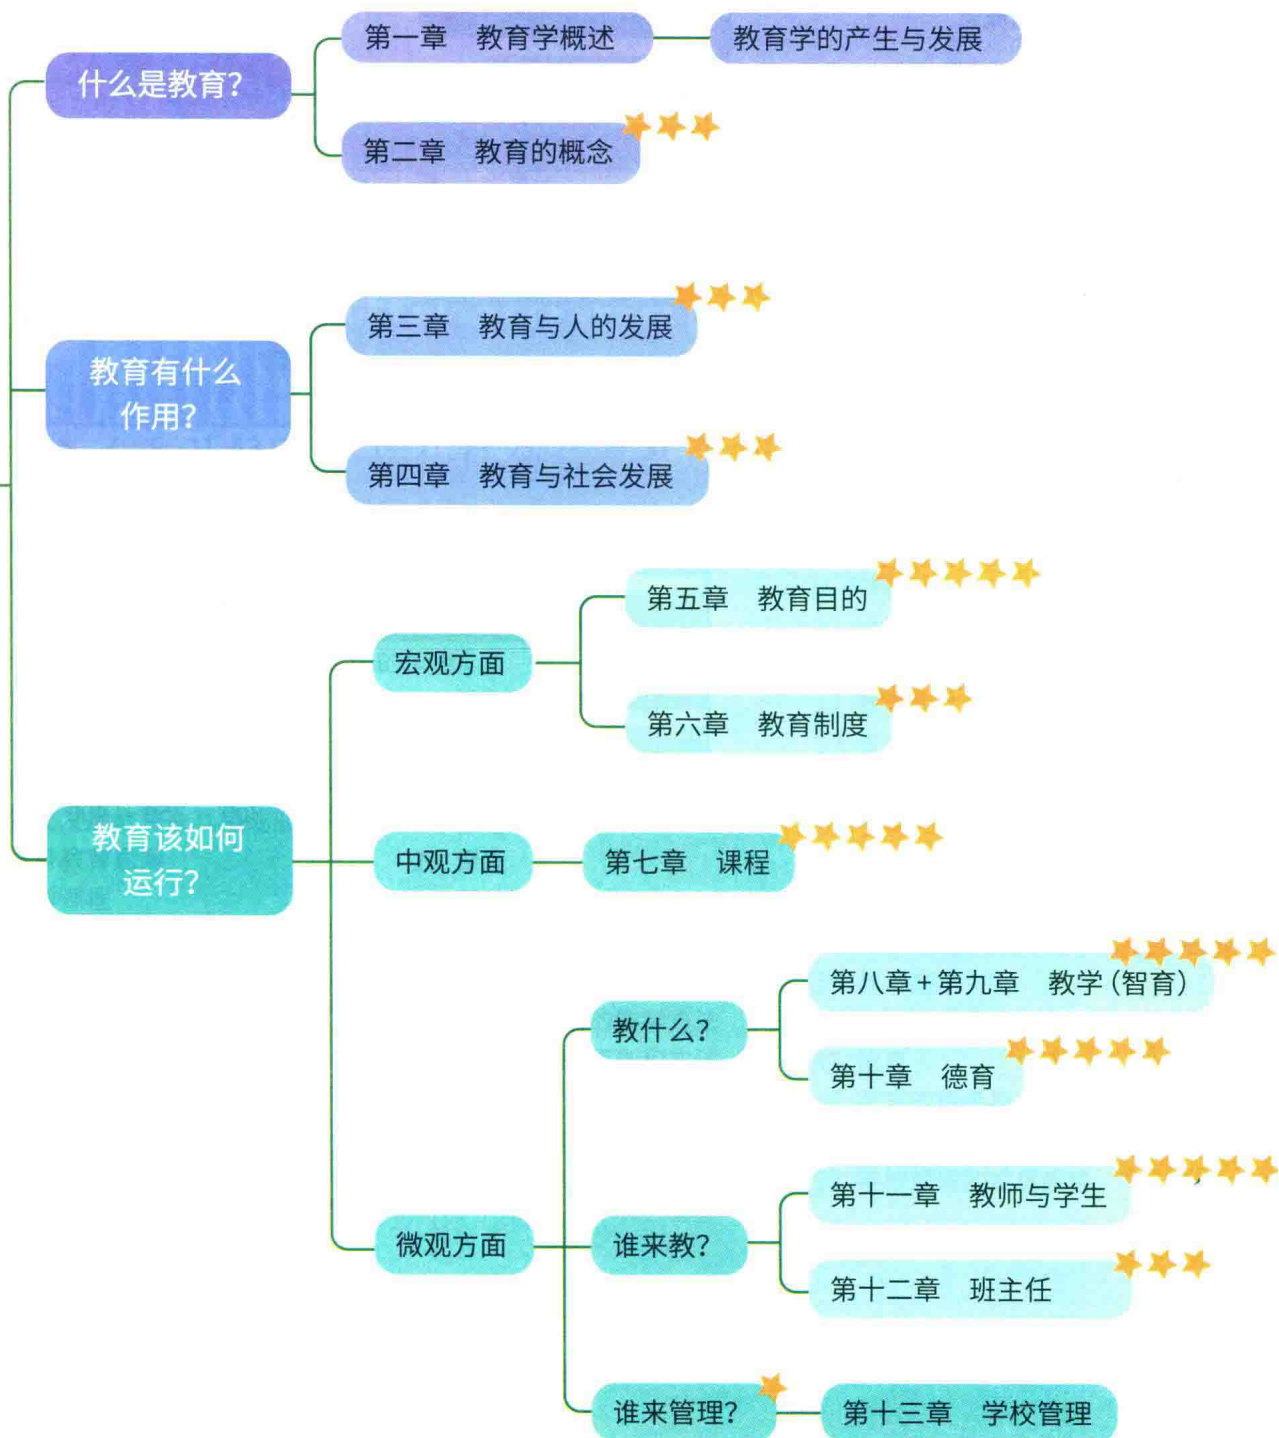 什么是教育？
第一章 教育学概述
教育学的产生与发展
第二章 教育的概念
教育有什么
作用？
第三章 教育与人的发展
第四章 教育与社会发展
教育该如何
运行？
宏观方面
第五章 教育目的
第六章 教育制度
中观方面
第七章 课程
微观方面
教什么？
第八章+第九章 教学（智育）
第十章 德育
谁来教？
第十一章 教师与学生
第十二章 班主任
谁来管理？
第十三章 学校管理